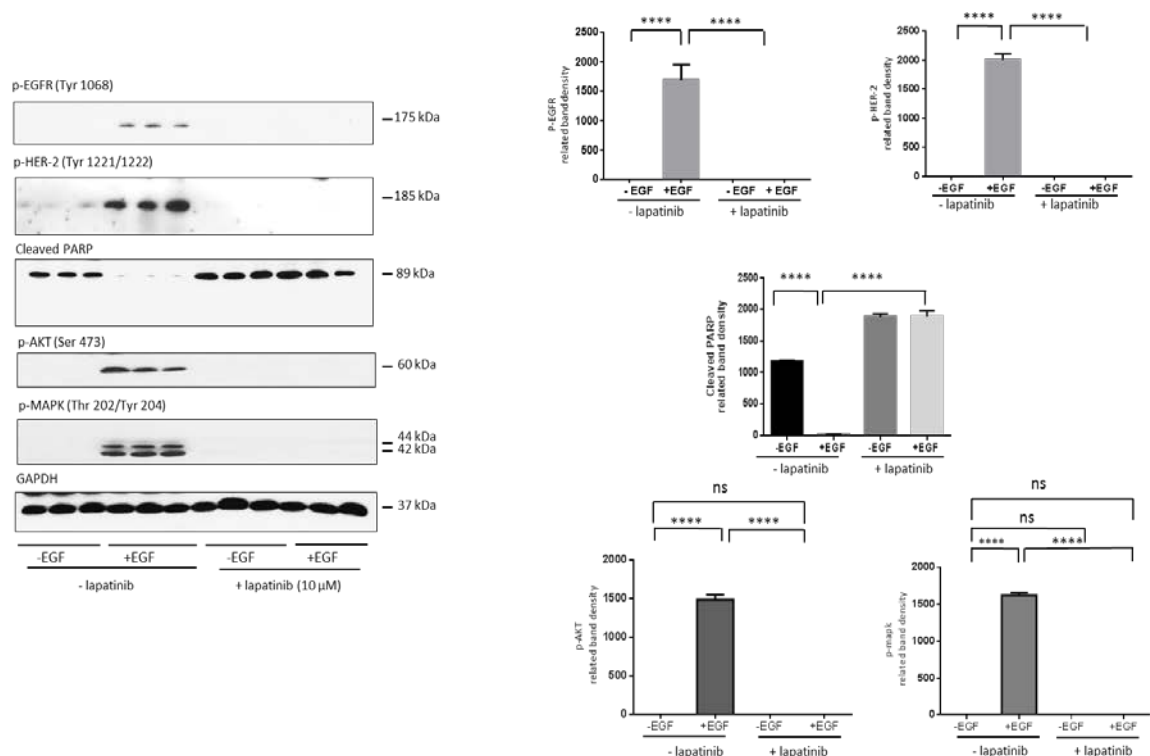 p-EGFR (Tyr 1068)
175 kDa
p-HER-2 (Tyr 1221/1222)
185 kDa
Cleaved PARP
89 kDa
p-AKT (Ser 473)
60 kDa
p-MAPK (Thr 202/Tyr 204)
44 kDa
42 kDa
GAPDH
37 kDa
-EGF +EGF -EGF +EGF
- lapatinib + lapatinib (10 µM)
**** ****
P-EGFR
related band density
2500
2000
1500
1000
500
0
- EGF +EGF - EGF + EGF
- lapatinib + lapatinib
**** ****
p-HER-2
related band density
2500
2000
1500
1000
500
0
-EGF +EGF -EGF +EGF
- lapatinib + lapatinib
**** ****
Cleaved PARP
related band density
2500
2000
1500
1000
500
0
-EGF +EGF -EGF +EGF
- lapatinib + lapatinib
ns
**** ****
p-AKT
related band density
2000
1500
1000
500
0
-EGF +EGF -EGF +EGF
- lapatinib + lapatinib
ns
ns
**** ****
p-mapk
related band density
2000
1500
1000
500
0
-EGF +EGF -EGF +EGF
- lapatinib + lapatinib